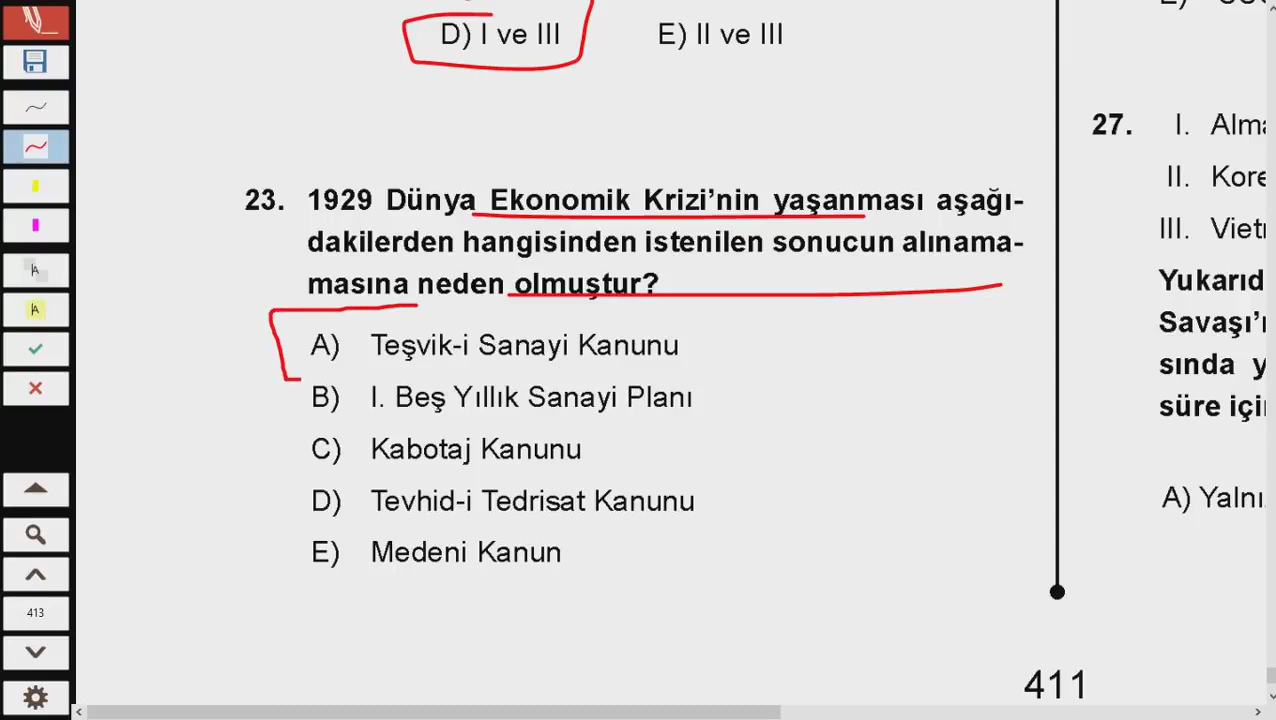 D) I ve III
E) II ve III
23. 1929 Dünya Ekonomik Krizi'nin yaşanması aşağı-
dakilerden hangisinden istenilen sonucun alınama-
masına neden olmuştur?
A) Teşvik-i Sanayi Kanunu
B) I. Beş Yıllık Sanayi Planı
C) Kabotaj Kanunu
D) Tevhid-i Tedrisat Kanunu
E) Medeni Kanun
411
27. I. Alma
II. Kore
III. Viet
Yukarıd
Savaşı'
sında y
süre içi
A) Yaln
413